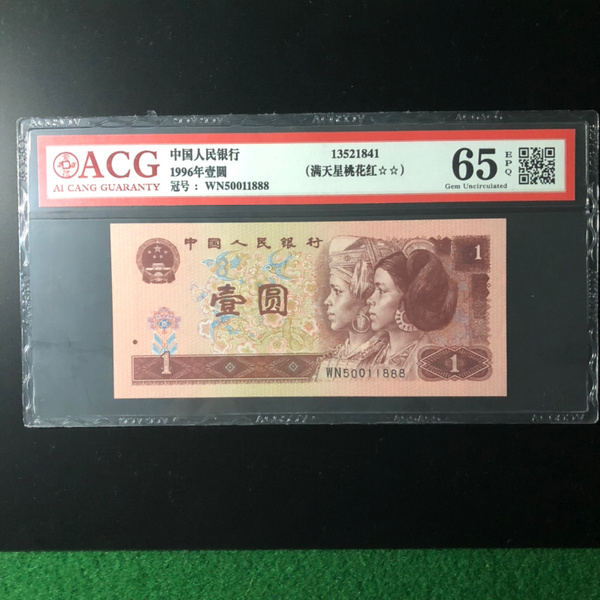 ACG
AI CANG GUARANTY
中国人民银行
1996年壹圆
冠号：WN50011888
13521841
（满天星桃花红☆☆）
65
EPQ
Gem Uncirculated
中国人民银行
1
壹圆
1
WN50011888
1